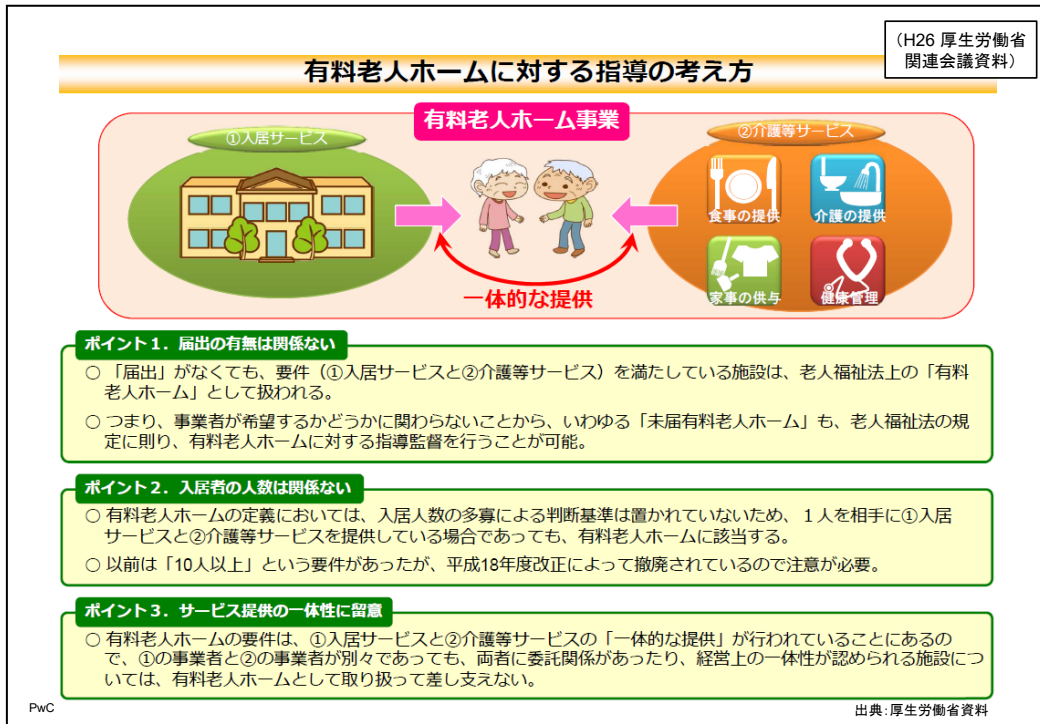 (H26 厚生労働省
関連会議資料)
有料老人ホームに対する指導の考え方
有料老人ホーム事業
①入居サービス
②介護等サービス
食事の提供
介護の提供
家事の供与
健康管理
一体的な提供
ポイント1．届出の有無は関係ない
○ 「届出」がなくても、要件（①入居サービスと②介護等サービス）を満たしている施設は、老人福祉法上の「有料
老人ホーム」として扱われる。
○ つまり、事業者が希望するかどうかに関わらないことから、いわゆる「未届有料老人ホーム」も、老人福祉法の規
定に則り、有料老人ホームに対する指導監督を行うことが可能。
ポイント2．入居者の人数は関係ない
○ 有料老人ホームの定義においては、入居人数の多寡による判断基準は置かれていないため、１人を相手に①入居
サービスと②介護等サービスを提供している場合であっても、有料老人ホームに該当する。
○ 以前は「10人以上」という要件があったが、平成18年度改正によって撤廃されているので注意が必要。
ポイント3．サービス提供の一体性に留意
○ 有料老人ホームの要件は、①入居サービスと②介護等サービスの「一体的な提供」が行われていることにあるの
で、①の事業者と②の事業者が別々であっても、両者に委託関係があったり、経営上の一体性が認められる施設につ
いては、有料老人ホームとして取り扱って差し支えない。
PwC
出典：厚生労働省資料